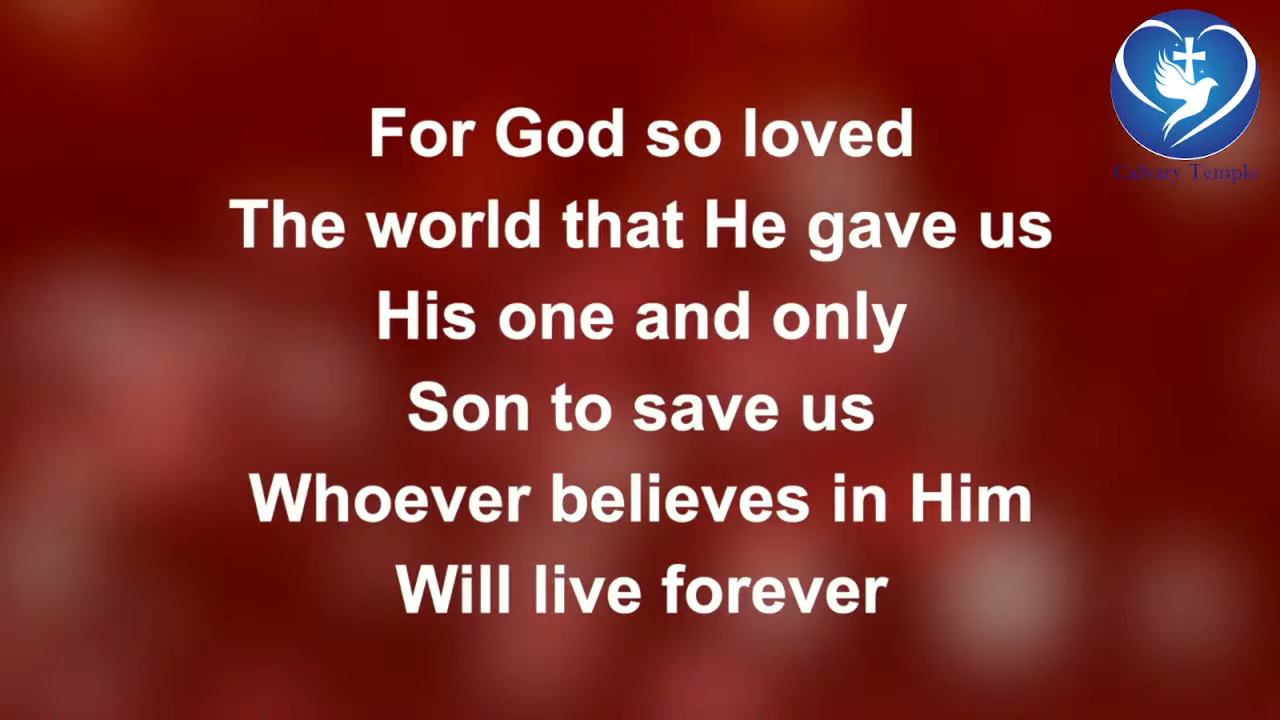 For God so loved
The world that He gave us
His one and only
Son to save us
Whoever believes in Him
Will live forever
Calvary Temple